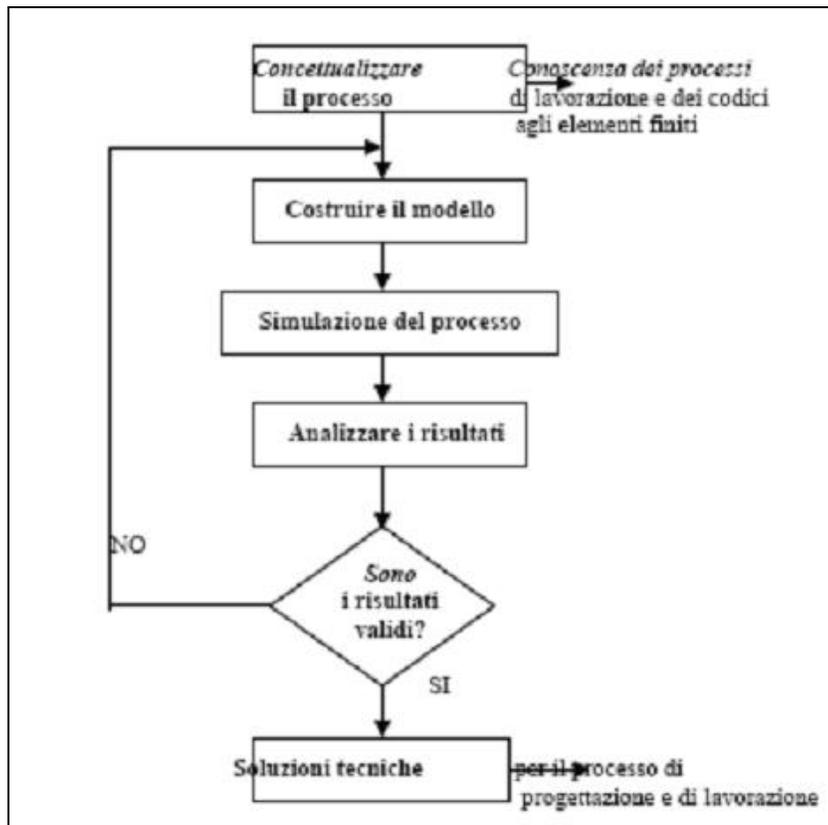 Concettualizzare
il processo
Conoscenza dei processi
di lavorazione e dei codici
agli elementi finiti
Costruire il modello
Simulazione del processo
Analizzare i risultati
NO
Sono
i risultati
validi?
SI
Soluzioni tecniche
per il processo di
progettazione e di lavorazione